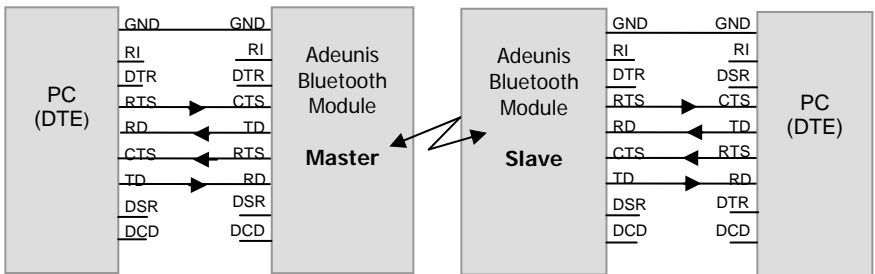 GND GND GND GND
RI RI RI RI
DTR DTR DTR DSR
RTS CTS RTS CTS
RD TD RD TD
CTS RTS CTS RTS
TD RD TD RD
DSR DSR DSR DTR
DCD DCD DCD DCD
PC
(DTE)
Adeunis
Bluetooth
Module
Master
Adeunis
Bluetooth
Module
Slave
PC
(DTE)